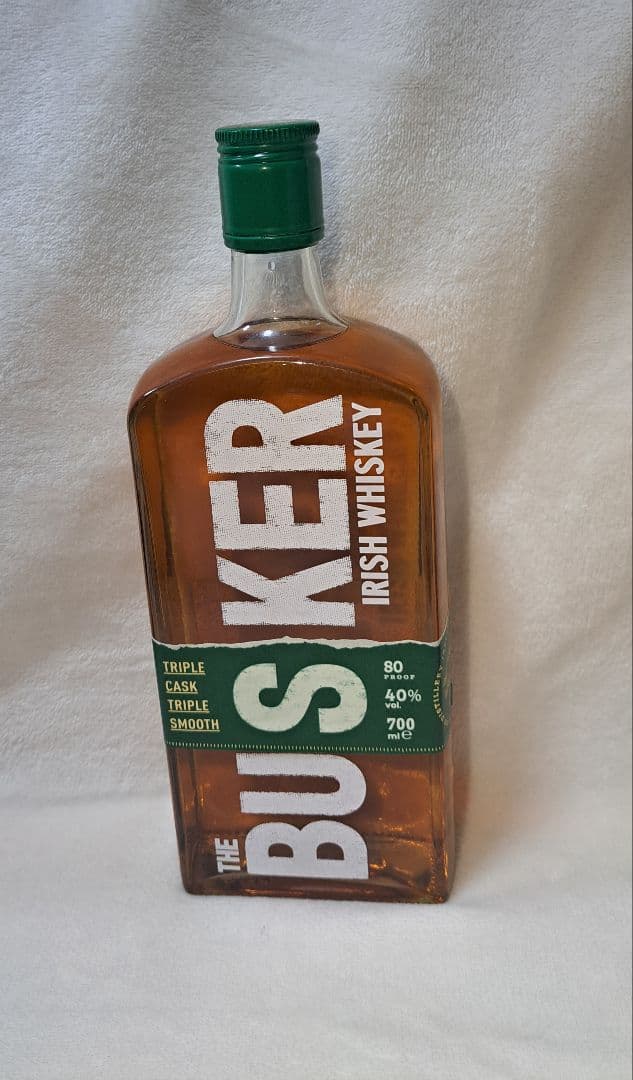 THE BUSKER
IRISH WHISKEY
TRIPLE
CASK
TRIPLE
SMOOTH
80
PROOF
40%
vol.
700
ml e